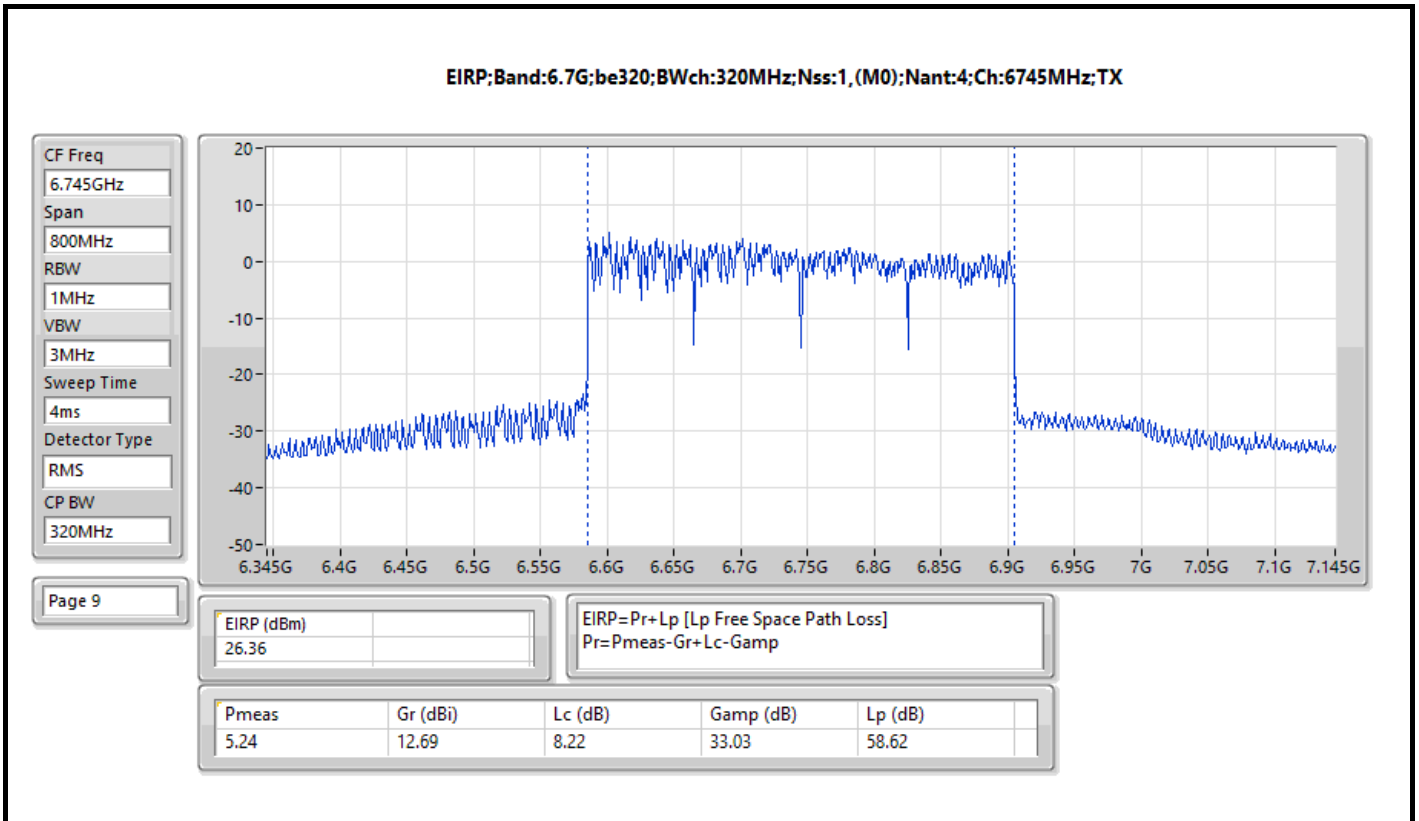 EIRP;Band:6.7G;be320;BWch:320MHz;Nss:1,(M0);Nant:4;Ch:6745MHz;TX
CF Freq
6.745GHz
Span
800MHz
RBW
1MHz
VBW
3MHz
Sweep Time
4ms
Detector Type
RMS
CP BW
320MHz
Page 9
20
10
0
-10
-20
-30
-40
-50
6.345G 6.4G 6.45G 6.5G 6.55G 6.6G 6.65G 6.7G 6.75G 6.8G 6.85G 6.9G 6.95G 7G 7.05G 7.1G 7.145G
EIRP (dBm)
26.36
EIRP=Pr+Lp [Lp Free Space Path Loss]
Pr=Pmeas-Gr+Lc-Gamp
Pmeas Gr (dBi) Lc (dB) Gamp (dB) Lp (dB)
5.24 12.69 8.22 33.03 58.62